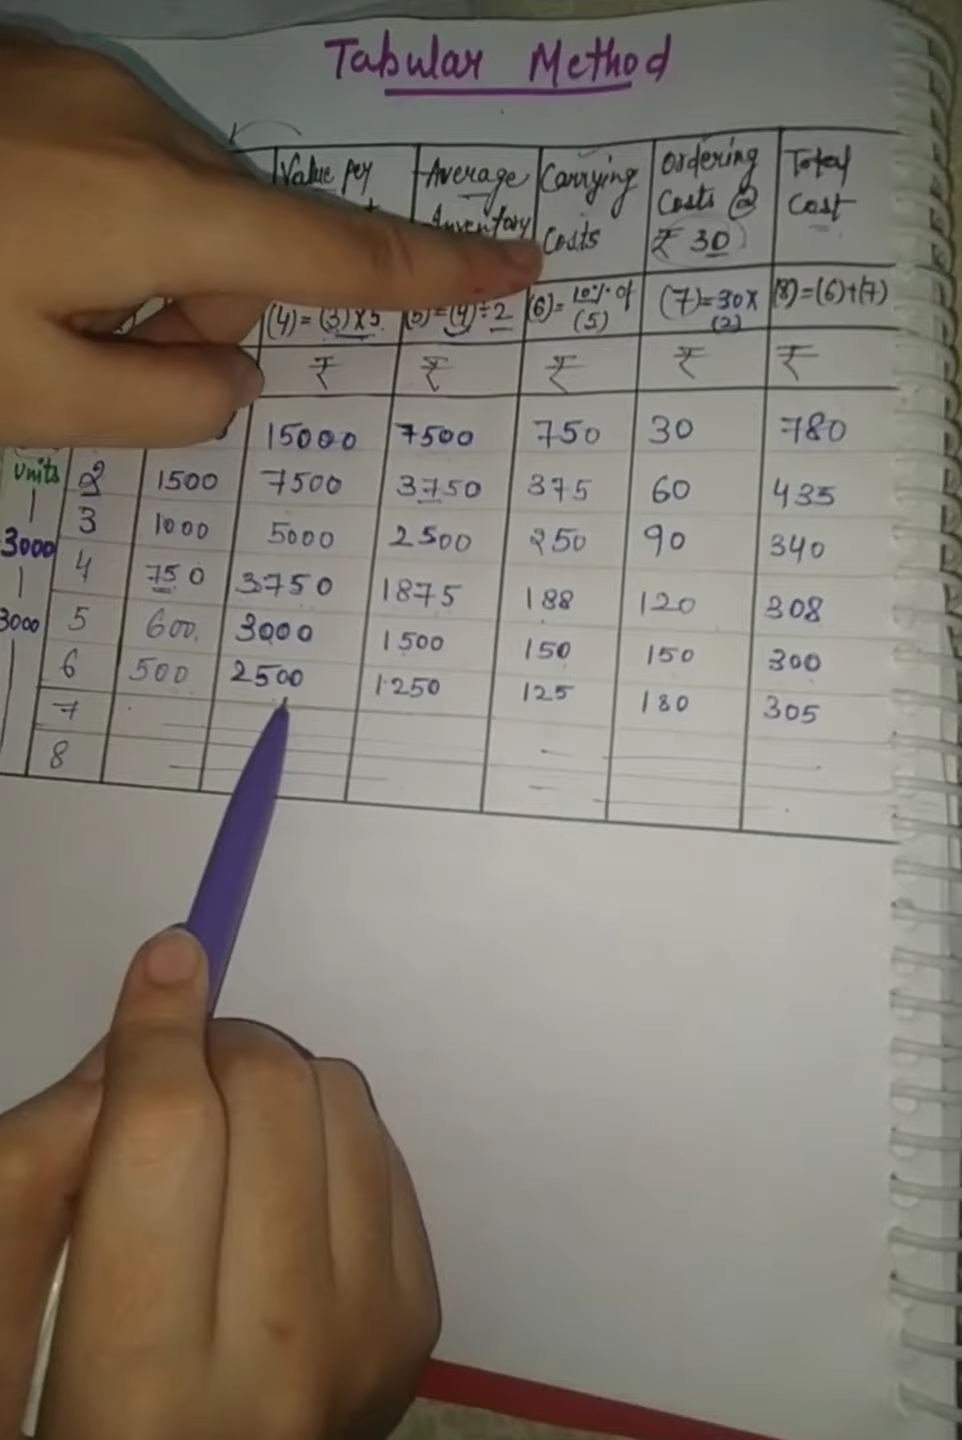 Tabular Method
Value per Average Carrying Ordering Total
Inventory Costs Costs @ Cost
₹ 30
(4) = (3)×5 (5)=(4)÷2 (6)= 10% of (5) (7)=30× (2) (8)=(6)+(7)
₹ ₹ ₹ ₹ ₹
15000 7500 750 30 780
units 2 1500 7500 3750 375 60 435
3 1000 5000 2500 250 90 340
3000
4 750 3750 1875 188 120 308
3000 5 600 3000 1500 150 150 300
6 500 2500 1250 125 180 305
7
8